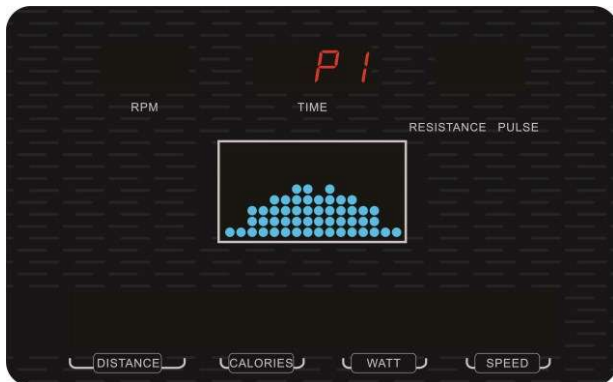 P1
RPM TIME
RESISTANCE PULSE
DISTANCE CALORIES WATT SPEED